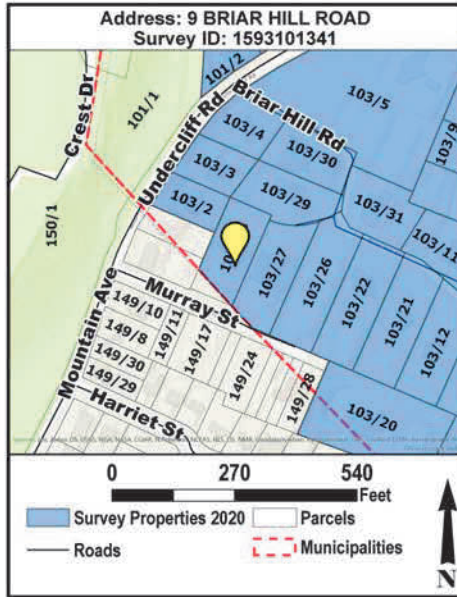 Address: 9 BRIAR HILL ROAD
Survey ID: 1593101341
101/2
103/5
Crest-Dr
101/1
Undercliff-Rd
Briar-Hill-Rd
103/4
103/30
103/9
103/3
103/29
150/1
103/2
103/31
103/11
103/27
103/26
103/22
Mountain-Ave
Murray-St
149/10
149/11
149/17
103/21
149/8
149/24
103/12
149/30
149/28
149/29
Harriet-St
103/20
0 270 540
Feet
Survey Properties 2020
Parcels
Roads
Municipalities
N